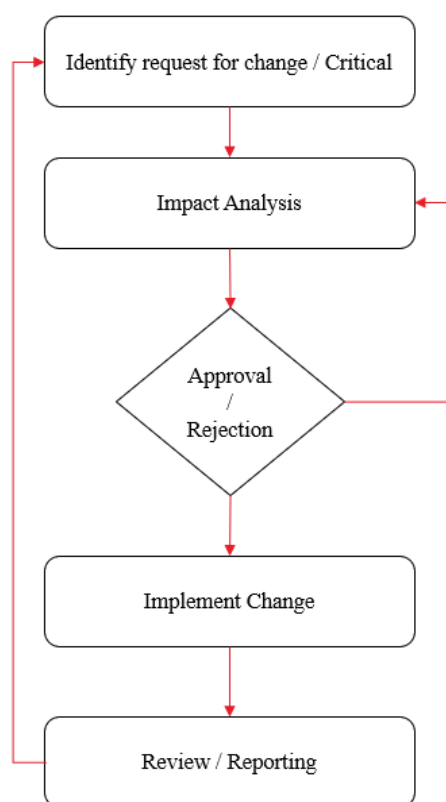 Identify request for change / Critical
Impact Analysis
Approval
/
Rejection
Implement Change
Review / Reporting